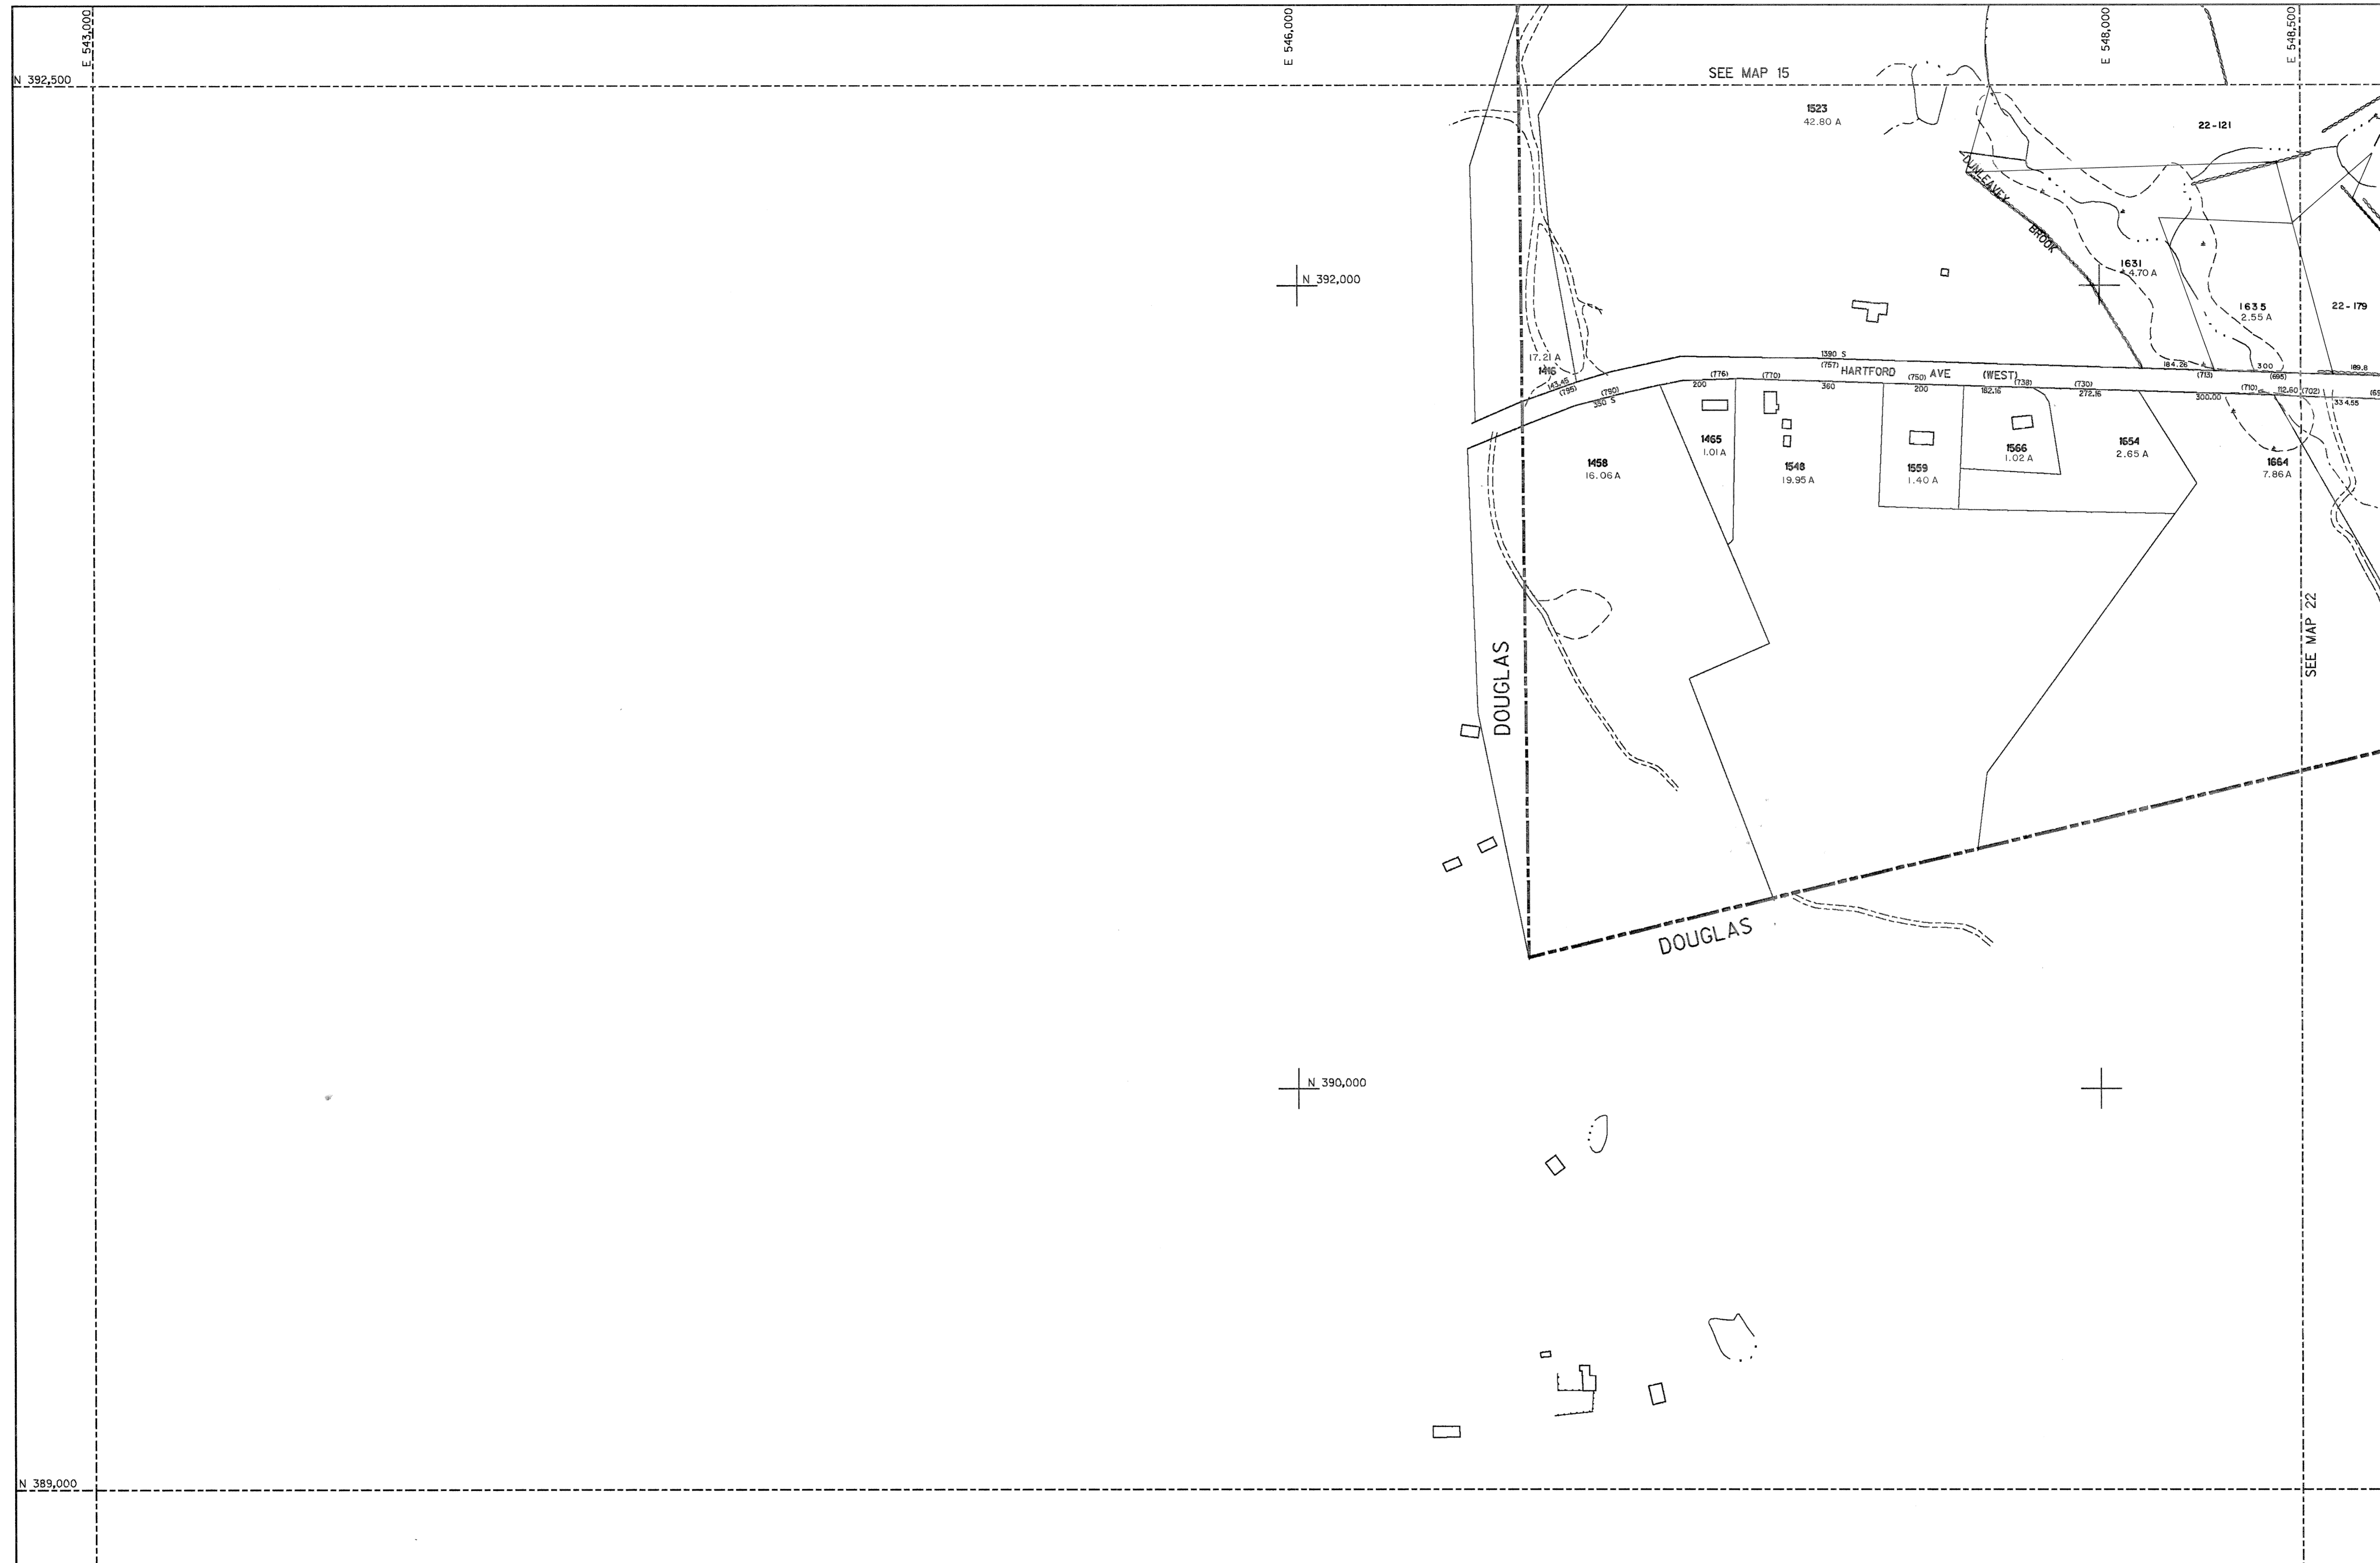 E 543,000
E 546,000
E 548,000
E 548,500
N 392,500
SEE MAP 15
1523
42.80 A
22-121
DUNLEAVEY
BROOK
N 392,000
1631
4.70 A
1635
2.55 A
22-179
17.21 A
1416
143.45
(795)
1390 S
(757)
HARTFORD AVE (WEST)
184.28
(713)
300
(695)
189.8
(790)
350 S
(776)
200
(770)
360
(750)
200
182.16
(738)
(730)
272.16
300.00
(710)
112.60
(702)
334.55
1458
16.06 A
1465
1.01 A
1548
19.95 A
1559
1.40 A
1566
1.02 A
1654
2.65 A
1664
7.86 A
DOUGLAS
SEE MAP 22
DOUGLAS
N 390,000
N 389,000